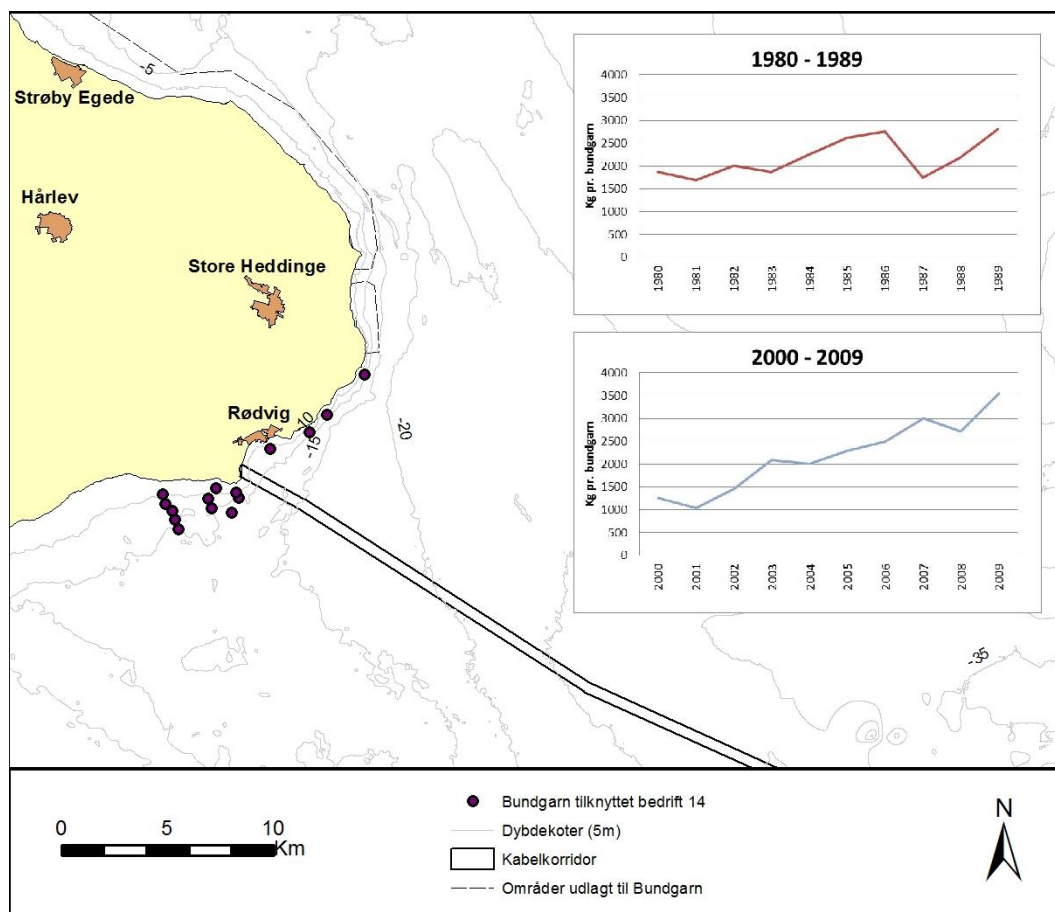 -5
Strøby Egede
Hårlev
Store Heddinge
Rødvig
-10
-15
-20
-35
1980 - 1989
Kg pr. bundgarn
4000
3500
3000
2500
2000
1500
1000
500
0
1980
1981
1982
1983
1984
1985
1986
1987
1988
1989
2000 - 2009
Kg pr. bundgarn
4000
3500
3000
2500
2000
1500
1000
500
0
2000
2001
2002
2003
2004
2005
2006
2007
2008
2009
0 5 10
Km
Bundgarn tilknyttet bedrift 14
Dybdekoter (5m)
Kabelkorridor
Områder udlagt til Bundgarn
N